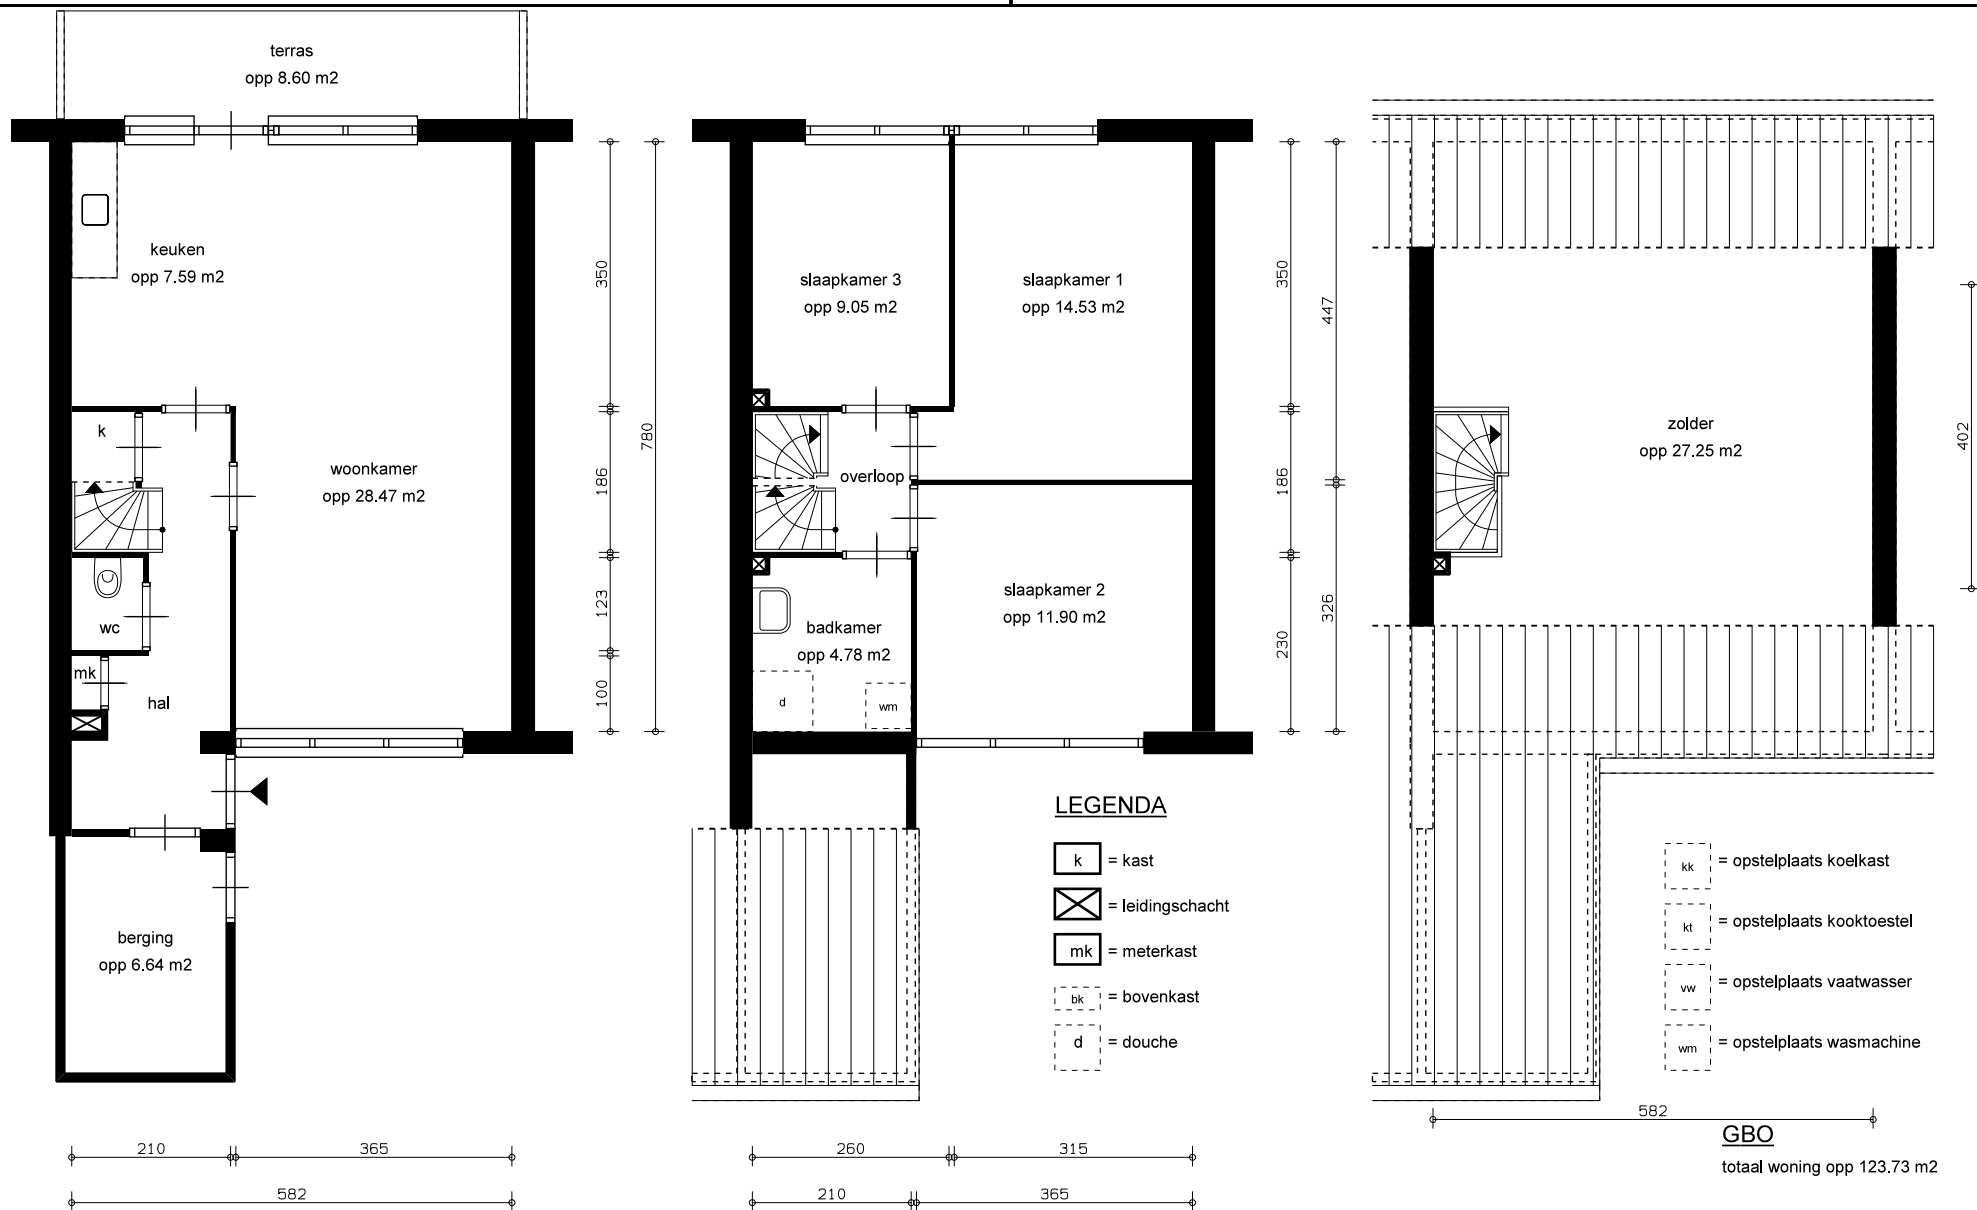 terras
opp 8.60 m2
keuken
opp 7.59 m2
k
woonkamer
opp 28.47 m2
wc
mk
hal
berging
opp 6.64 m2
350
186
123
100
780
210
365
582
slaapkamer 3
opp 9.05 m2
slaapkamer 1
opp 14.53 m2
overloop
slaapkamer 2
opp 11.90 m2
badkamer
opp 4.78 m2
d
wm
350
186
230
447
326
260
315
210
365
LEGENDA
k = kast
= leidingschacht
mk = meterkast
bk = bovenkast
d = douche
zolder
opp 27.25 m2
402
kk = opstelplaats koelkast
kt = opstelplaats kooktoestel
vw = opstelplaats vaatwasser
wm = opstelplaats wasmachine
582
GBO
totaal woning opp 123.73 m2